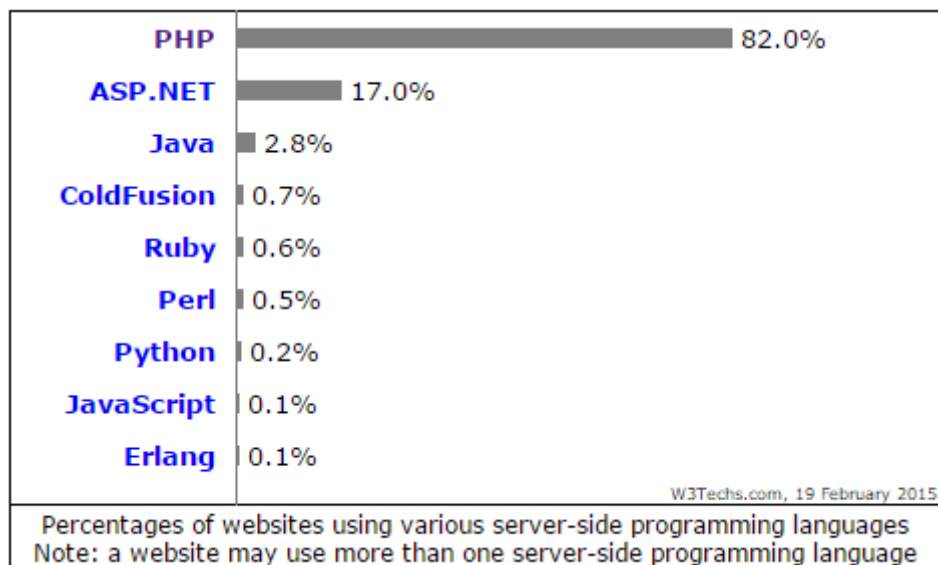 PHP 82.0%
ASP.NET 17.0%
Java 2.8%
ColdFusion 0.7%
Ruby 0.6%
Perl 0.5%
Python 0.2%
JavaScript 0.1%
Erlang 0.1%
W3Techs.com, 19 February 2015
Percentages of websites using various server-side programming languages
Note: a website may use more than one server-side programming language